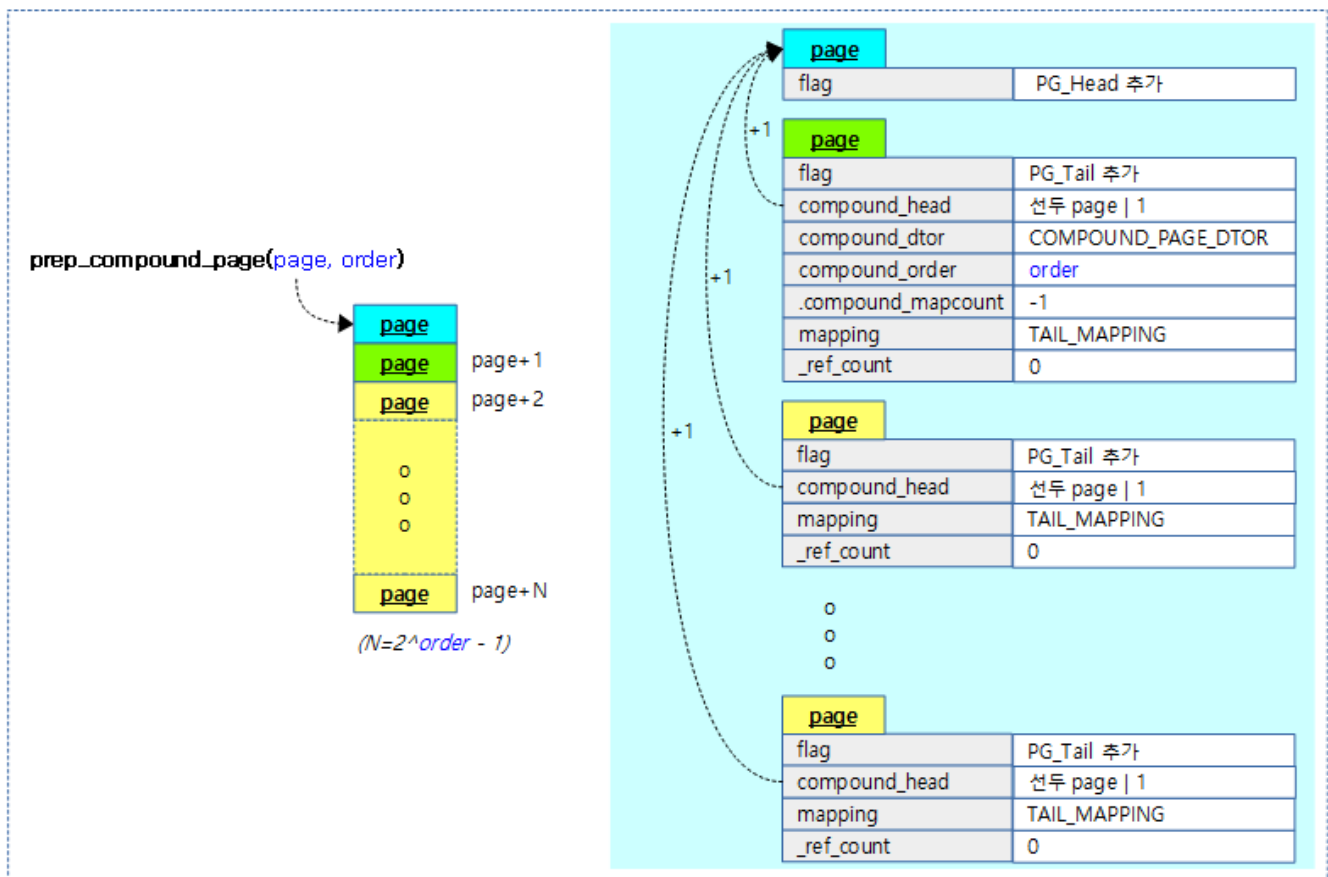 prep_compound_page(page, order)
page
page page+1
page page+2
o
o
o
page page+N
(N=2^order - 1)
page
flag PG_Head 추가
+1
page
flag PG_Tail 추가
compound_head 선두 page | 1
compound_dtor COMPOUND_PAGE_DTOR
compound_order order
.compound_mapcount -1
mapping TAIL_MAPPING
_ref_count 0
+1
page
flag PG_Tail 추가
compound_head 선두 page | 1
mapping TAIL_MAPPING
_ref_count 0
+1
o
o
o
page
flag PG_Tail 추가
compound_head 선두 page | 1
mapping TAIL_MAPPING
_ref_count 0